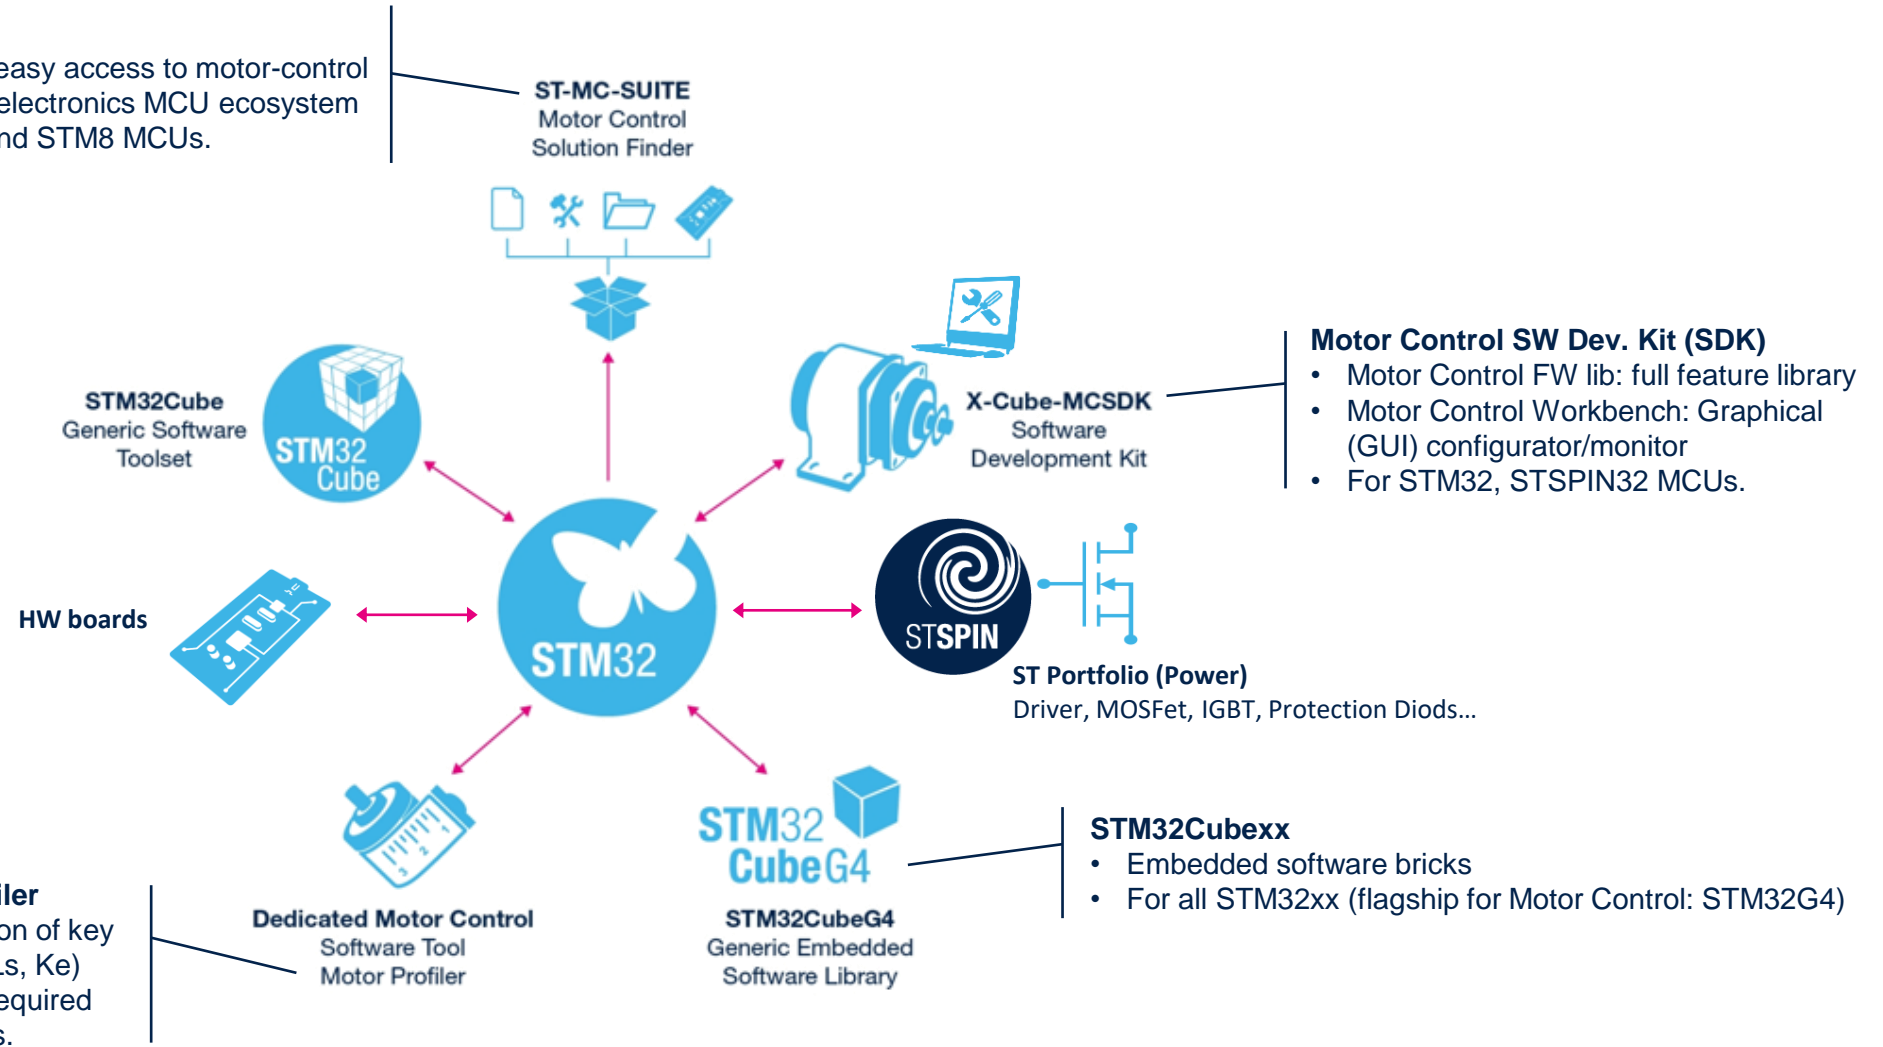 easy access to motor-control
electronics MCU ecosystem
nd STM8 MCUs.
ST-MC-SUITE
Motor Control
Solution Finder
STM32Cube
Generic Software
Toolset
STM32
Cube
X-Cube-MCSDK
Software
Development Kit
Motor Control SW Dev. Kit (SDK)
• Motor Control FW lib: full feature library
• Motor Control Workbench: Graphical
(GUI) configurator/monitor
• For STM32, STSPIN32 MCUs.
HW boards
STM32
STSPIN
ST Portfolio (Power)
Driver, MOSFet, IGBT, Protection Diods...
1
2
3
Dedicated Motor Control
Software Tool
Motor Profiler
STM32
CubeG4
STM32CubeG4
Generic Embedded
Software Library
STM32Cubexx
• Embedded software bricks
• For all STM32xx (flagship for Motor Control: STM32G4)
iler
on of key
Ls, Ke)
equired
s.